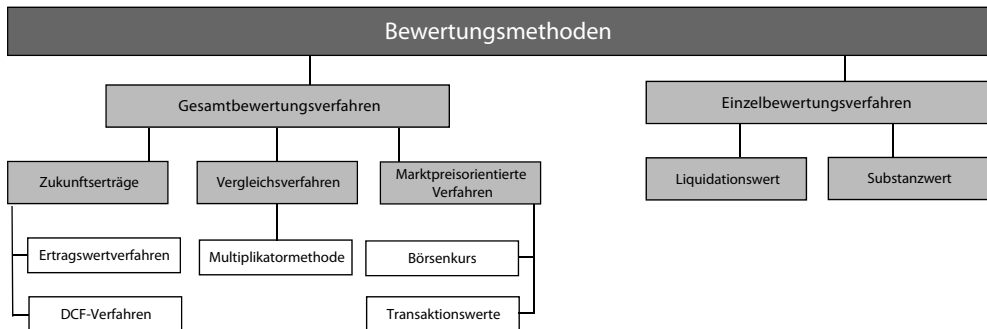 Bewertungsmethoden
Gesamtbewertungsverfahren
Einzelbewertungsverfahren
Zukunftserträge
Vergleichsverfahren
Marktpreisorientierte
Verfahren
Liquidationswert
Substanzwert
Ertragswertverfahren
Multiplikatormethode
Börsenkurs
DCF-Verfahren
Transaktionswerte